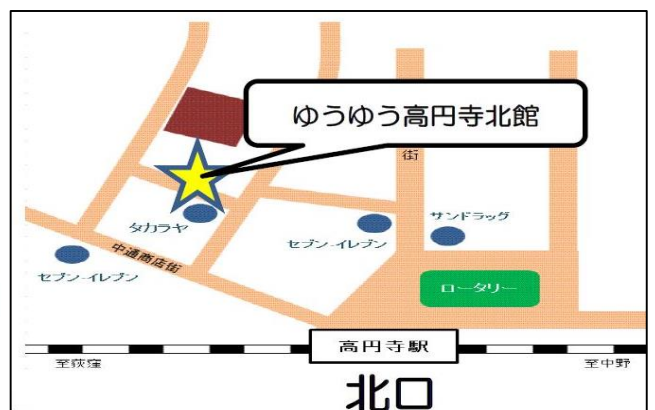 ゆうゆう高円寺北館
街
タカラヤ
セブン-イレブン
サンドラッグ
中通商店街
セブン-イレブン
ロータリー
高円寺駅
至荻窪
至中野
北口